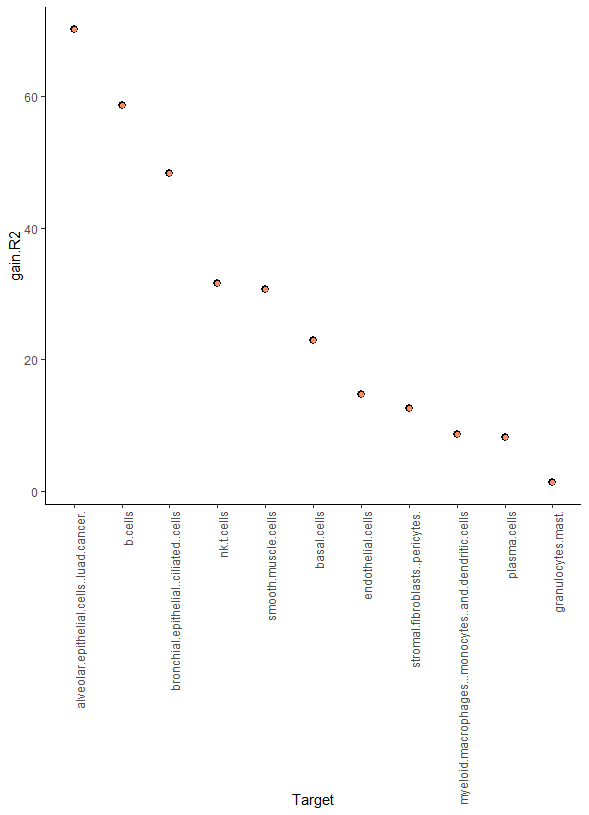 gain.R2
60
40
20
0
alveolar.epithelial.cells..luad.cancer.
b.cells
bronchial.epithelial..ciliated..cells
nk.t.cells
smooth.muscle.cells
basal.cells
endothelial.cells
stromal.fibroblasts..pericytes.
myeloid.macrophages...monocytes..and.dendritic.cells
plasma.cells
granulocytes.mast.
Target